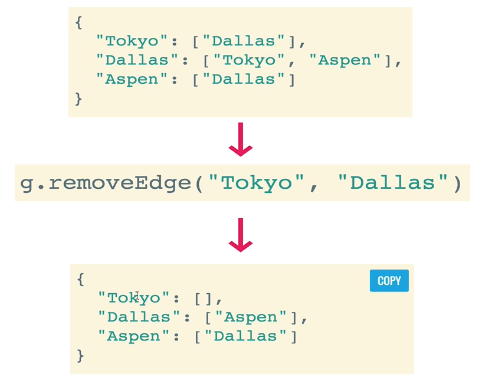 {
"Tokyo": ["Dallas"],
"Dallas": ["Tokyo", "Aspen"],
"Aspen": ["Dallas"]
}
g.removeEdge("Tokyo", "Dallas")
{
COPY
"Tokyo": [],
"Dallas": ["Aspen"],
"Aspen": ["Dallas"]
}